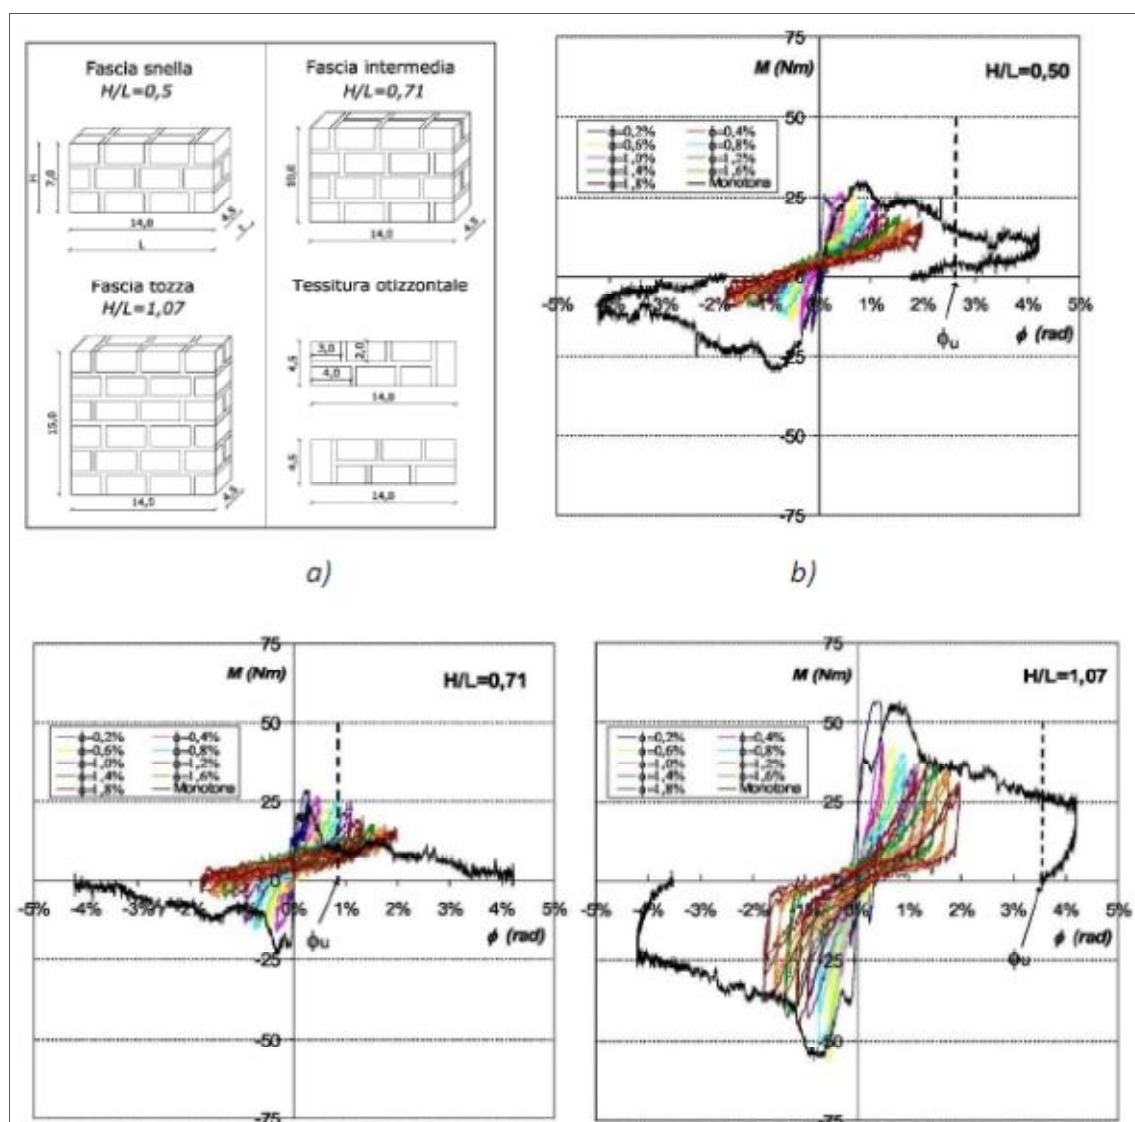 Fascia snella
H/L=0,5
Fascia intermedia
H/L=0,71
H
7,0
14,0
L
4,5
s
10,0
14,0
4,5
Fascia tozza
H/L=1,07
Tessitura otizzontale
15,0
14,0
4,5
3,0
2,0
4,0
4,5
14,0
4,5
14,0
a)
75
M (Nm)
H/L=0,50
50
ϕ=0,2%
ϕ=0,4%
ϕ=0,6%
ϕ=0,8%
ϕ=1,0%
ϕ=1,2%
ϕ=1,4%
ϕ=1,6%
ϕ=1,8%
Monotona
25
0
-5%
-3%
-2%
0%
1%
2%
3%
4%
5%
ϕu
ϕ (rad)
-25
-50
-75
b)
75
M (Nm)
H/L=0,71
50
ϕ=0,2%
ϕ=0,4%
ϕ=0,6%
ϕ=0,8%
ϕ=1,0%
ϕ=1,2%
ϕ=1,4%
ϕ=1,6%
ϕ=1,8%
Monotona
25
0
-5%
-4%
-3%
-2%
-1%
0%
1%
2%
3%
4%
5%
ϕu
ϕ (rad)
-25
-50
-75
75
M (Nm)
H/L=1,07
50
ϕ=0,2%
ϕ=0,4%
ϕ=0,6%
ϕ=0,8%
ϕ=1,0%
ϕ=1,2%
ϕ=1,4%
ϕ=1,6%
ϕ=1,8%
Monotona
25
0
-5%
-4%
-3%
-2%
0%
1%
2%
3%
4%
5%
ϕu
ϕ (rad)
-25
-50
-75